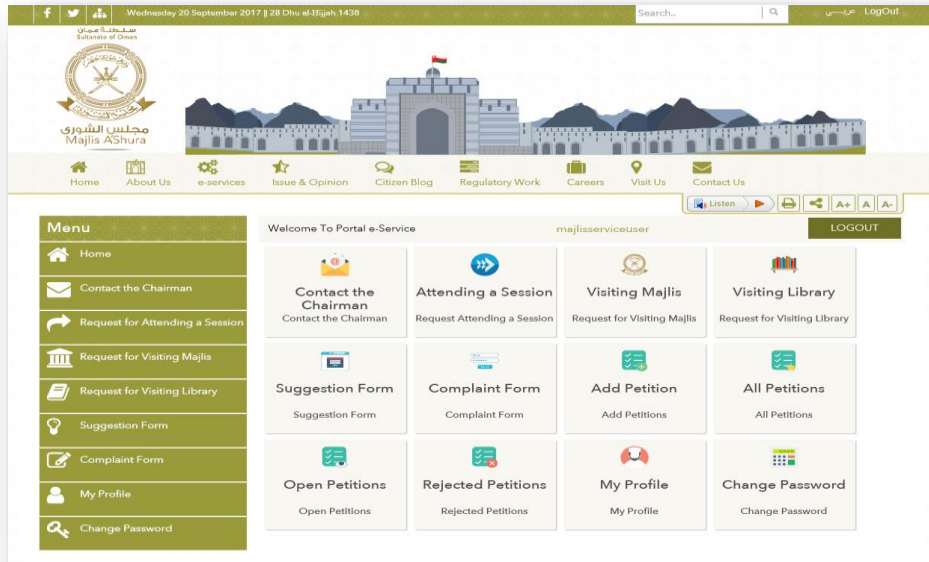 Wednesday 20 September 2017 || 28 Dhu al-Hijjah 1438
Search..
عربــي
LogOut
سلطنة عمان
Sultanate of Oman
مجلس الشورى
Majlis A'Shura
Home
About Us
e-services
Issue & Opinion
Citizen Blog
Regulatory Work
Careers
Visit Us
Contact Us
Listen
A+
A
A-
Menu
Home
Contact the Chairman
Request for Attending a Session
Request for Visiting Majlis
Request for Visiting Library
Suggestion Form
Complaint Form
My Profile
Change Password
Welcome To Portal e-Service
majlisserviceuser
LOGOUT
Contact the
Chairman
Contact the Chairman
Attending a Session
Request Attending a Session
Visiting Majlis
Request for Visiting Majlis
Visiting Library
Request for Visiting Library
Suggestion Form
Suggestion Form
Complaint Form
Complaint Form
Add Petition
Add Petitions
All Petitions
All Petitions
Open Petitions
Open Petitions
Rejected Petitions
Rejected Petitions
My Profile
My Profile
Change Password
Change Password